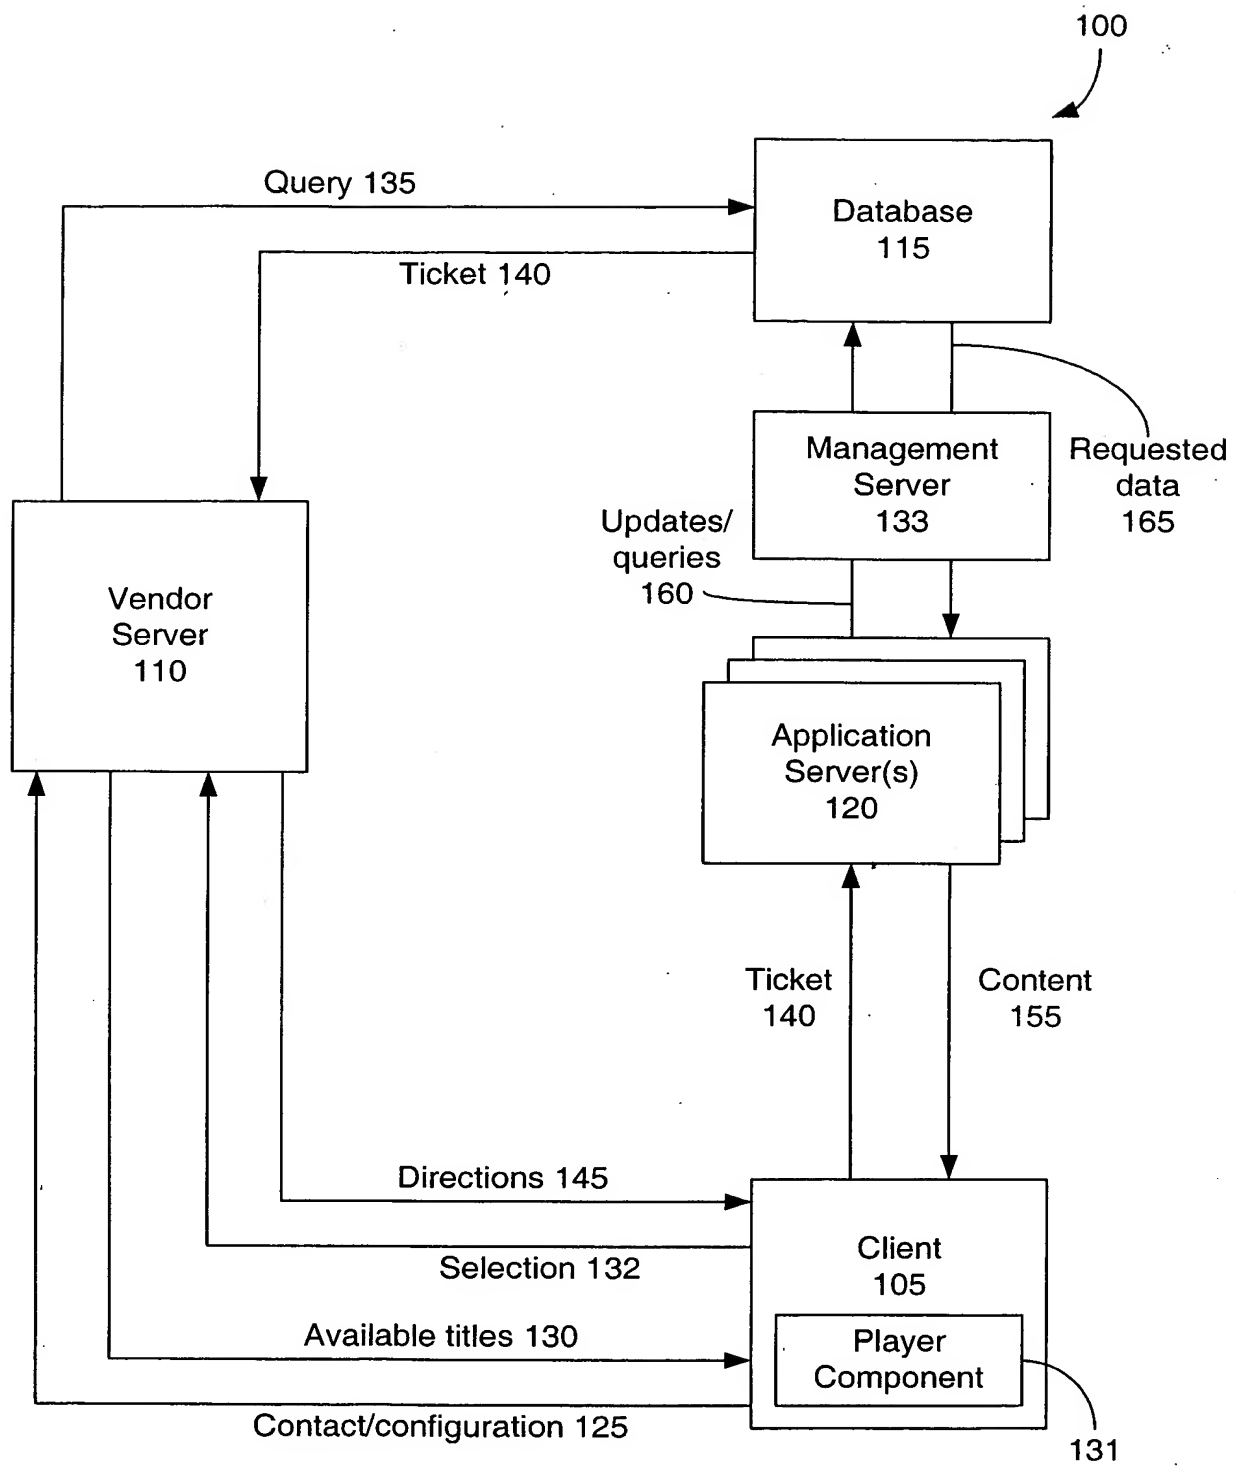 100
Query 135
Database
115
Ticket 140
Management
Server
133
Requested
data
165
Updates/
queries
160
Vendor
Server
110
Application
Server(s)
120
Ticket
140
Content
155
Directions 145
Selection 132
Client
105
Available titles 130
Player
Component
Contact/configuration 125
131